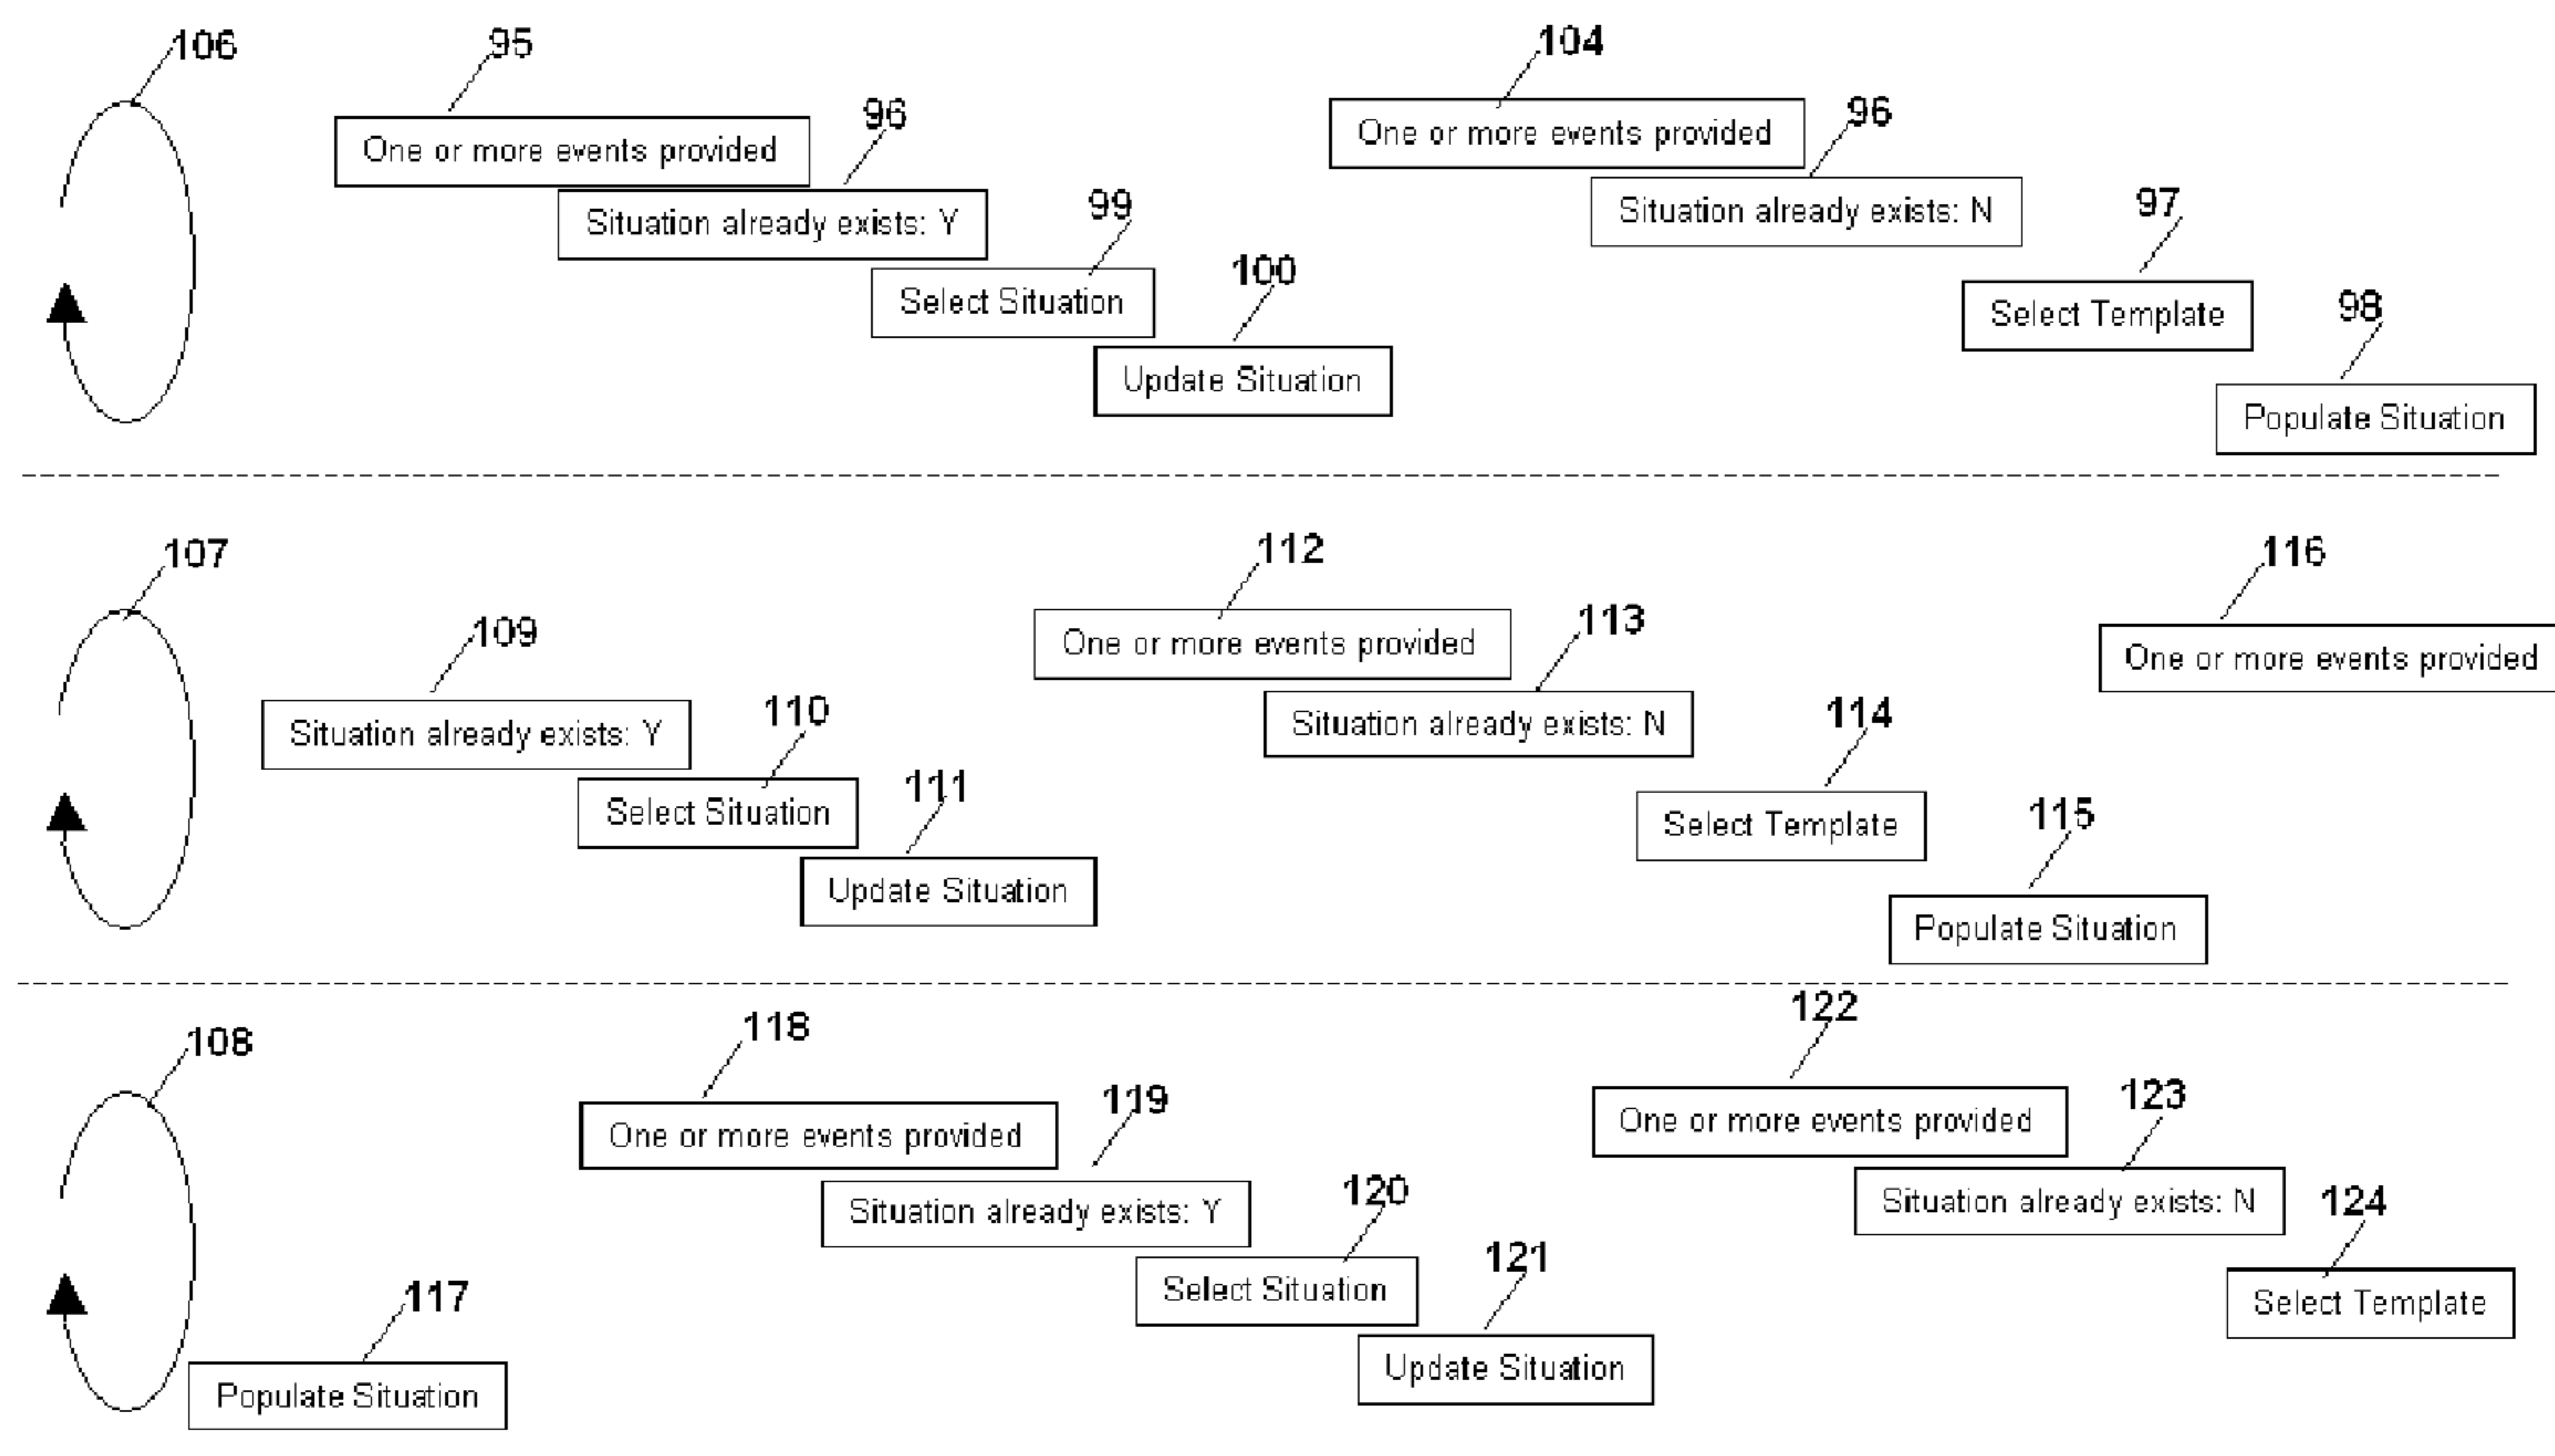 106
95
One or more events provided
96
Situation already exists: Y
99
Select Situation
100
Update Situation
104
One or more events provided
96
Situation already exists: N
97
Select Template
98
Populate Situation
107
109
Situation already exists: Y
110
Select Situation
111
Update Situation
112
One or more events provided
113
Situation already exists: N
114
Select Template
115
Populate Situation
116
One or more events provided
108
117
Populate Situation
118
One or more events provided
119
Situation already exists: Y
120
Select Situation
121
Update Situation
122
One or more events provided
123
Situation already exists: N
124
Select Template